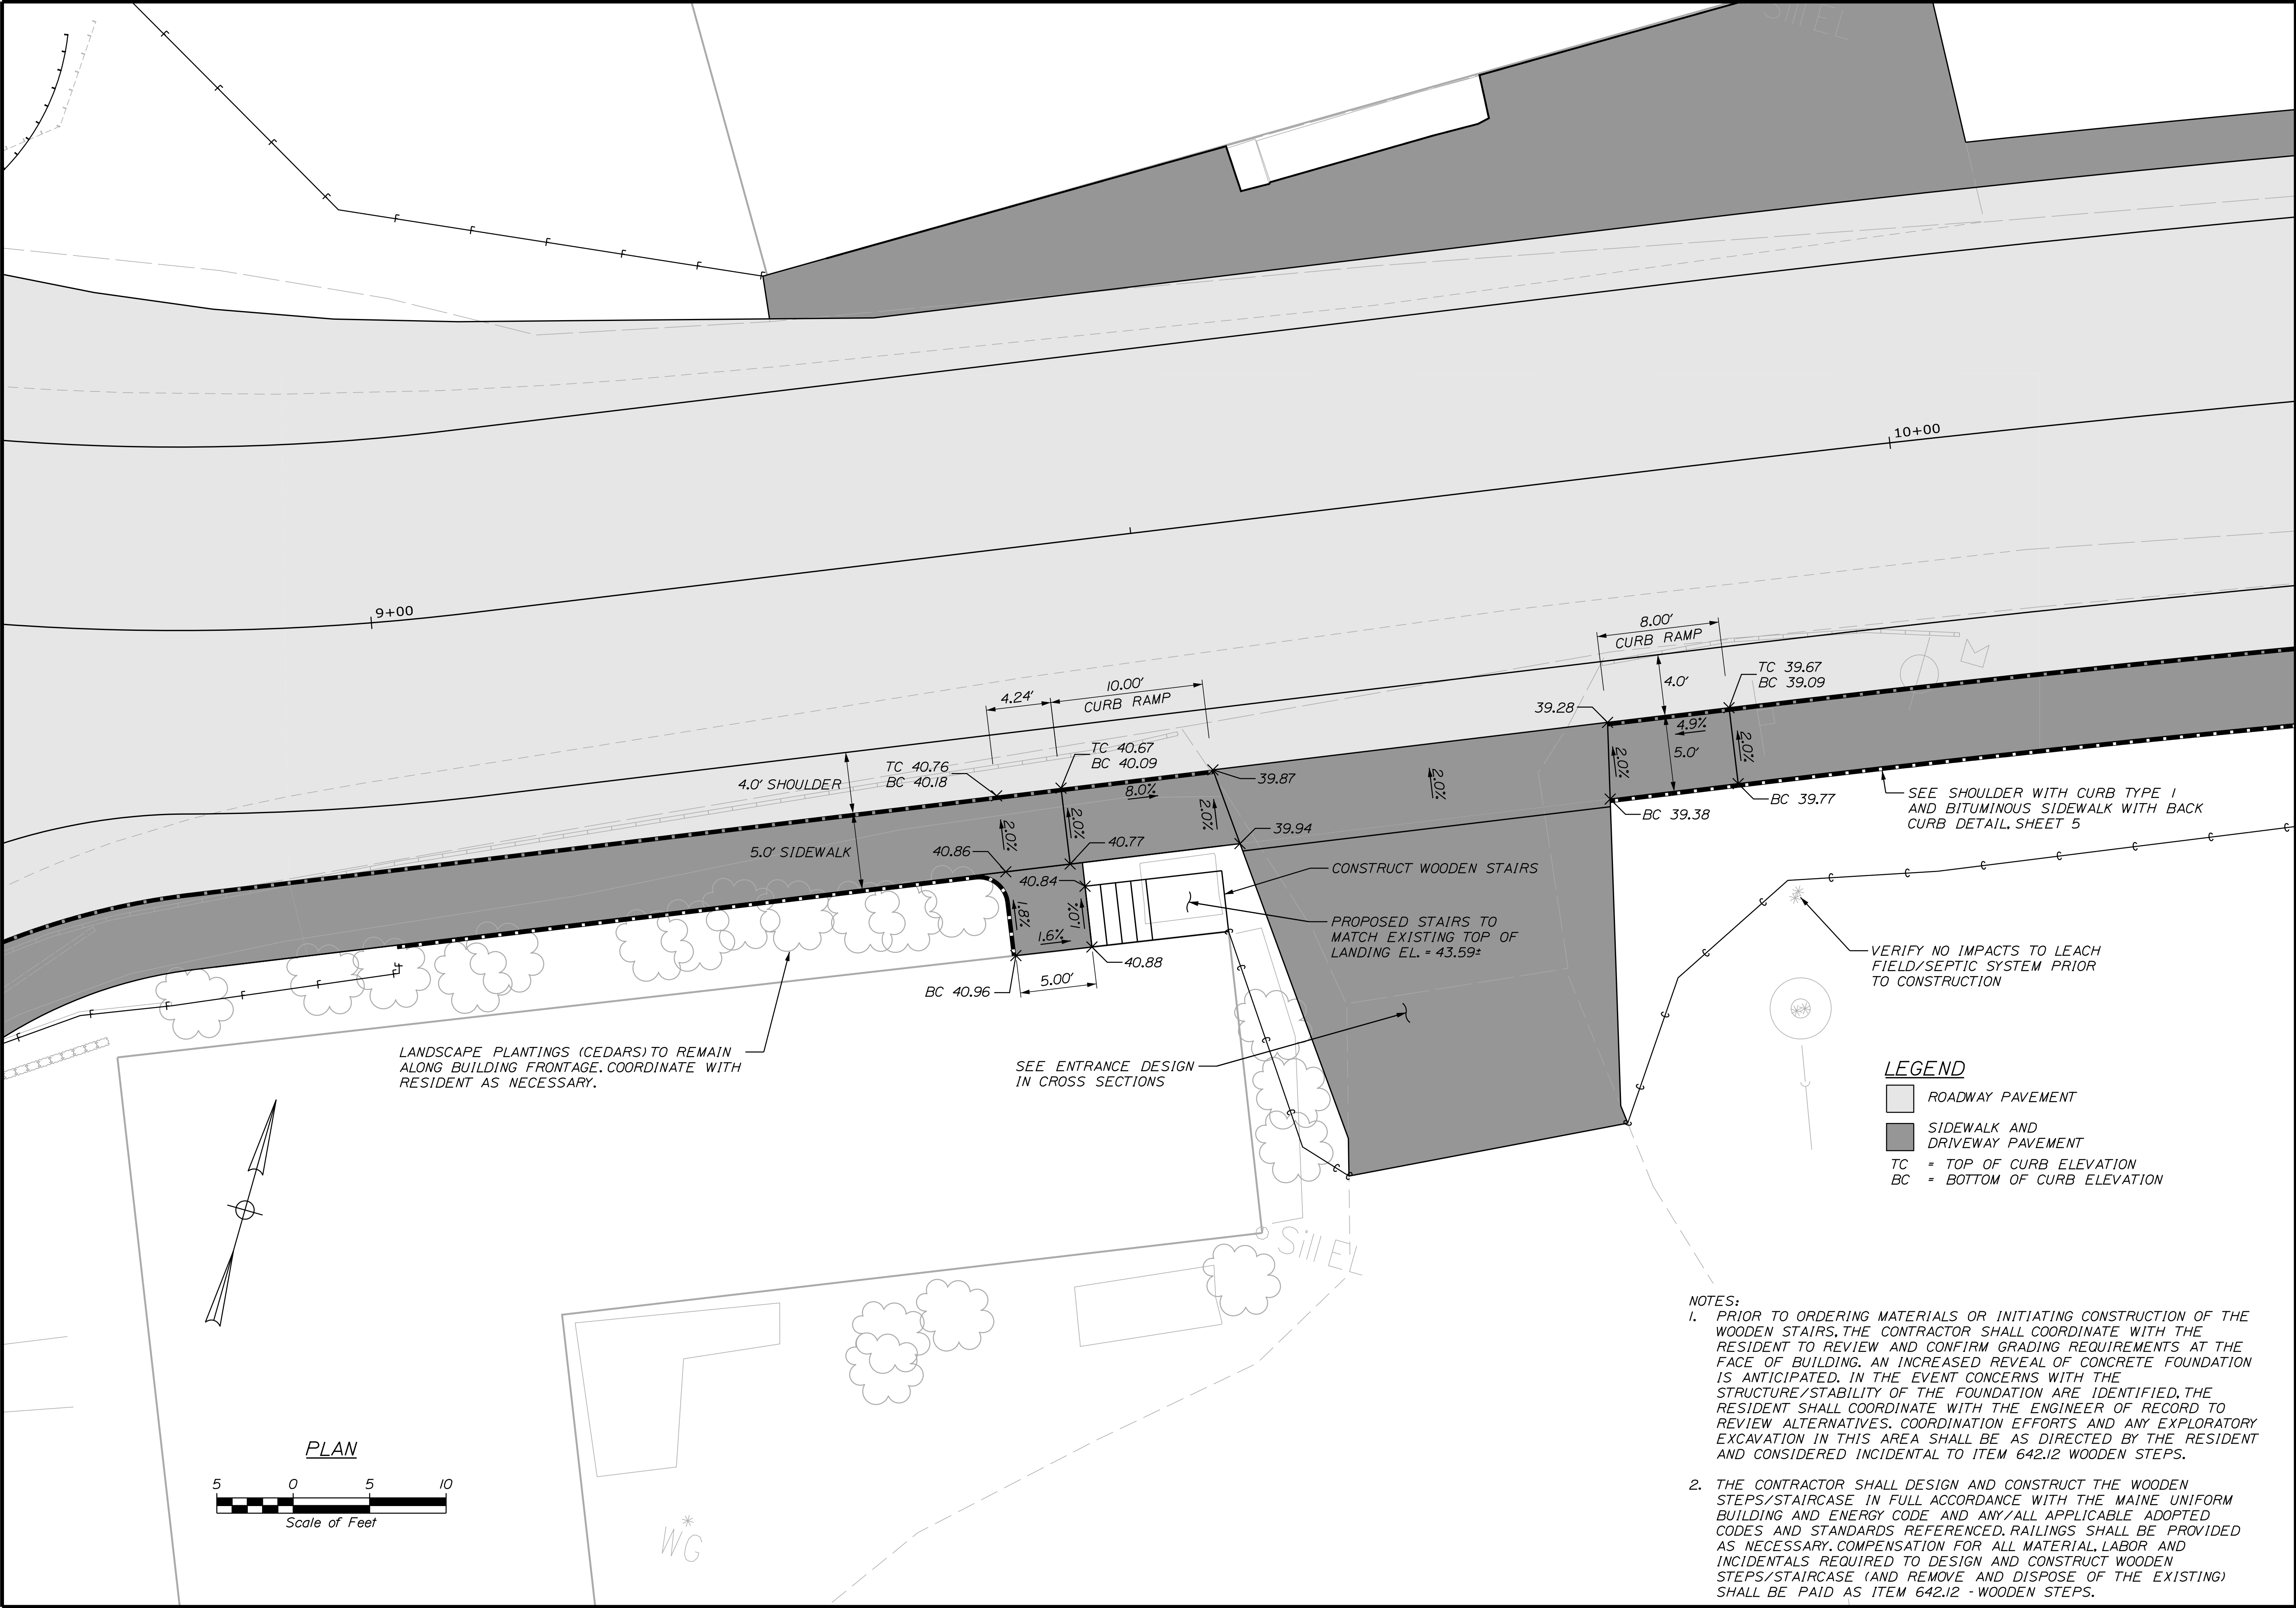 Sill EL
10+00
9+00
8.00'
CURB RAMP
4.0'
TC 39.67
BC 39.09
10.00'
4.24'
CURB RAMP
39.28
4.9%
2.0%
5.0'
2.0%
TC 40.67
BC 40.09
TC 40.76
BC 40.18
4.0' SHOULDER
39.87
8.0%
2.0%
2.0%
2.0%
2.0%
BC 39.77
BC 39.38
SEE SHOULDER WITH CURB TYPE 1
AND BITUMINOUS SIDEWALK WITH BACK
CURB DETAIL, SHEET 5
39.94
40.77
5.0' SIDEWALK
40.86
40.84
CONSTRUCT WOODEN STAIRS
1.8%
1.0%
1.6%
PROPOSED STAIRS TO
MATCH EXISTING TOP OF
LANDING EL. = 43.59±
40.88
5.00'
BC 40.96
VERIFY NO IMPACTS TO LEACH
FIELD/SEPTIC SYSTEM PRIOR
TO CONSTRUCTION
LANDSCAPE PLANTINGS (CEDARS) TO REMAIN
ALONG BUILDING FRONTAGE. COORDINATE WITH
RESIDENT AS NECESSARY.
SEE ENTRANCE DESIGN
IN CROSS SECTIONS
LEGEND
ROADWAY PAVEMENT
SIDEWALK AND
DRIVEWAY PAVEMENT
TC = TOP OF CURB ELEVATION
BC = BOTTOM OF CURB ELEVATION
Sill EL
NOTES:
1. PRIOR TO ORDERING MATERIALS OR INITIATING CONSTRUCTION OF THE
WOODEN STAIRS, THE CONTRACTOR SHALL COORDINATE WITH THE
RESIDENT TO REVIEW AND CONFIRM GRADING REQUIREMENTS AT THE
FACE OF BUILDING. AN INCREASED REVEAL OF CONCRETE FOUNDATION
IS ANTICIPATED. IN THE EVENT CONCERNS WITH THE
STRUCTURE/STABILITY OF THE FOUNDATION ARE IDENTIFIED, THE
RESIDENT SHALL COORDINATE WITH THE ENGINEER OF RECORD TO
REVIEW ALTERNATIVES. COORDINATION EFFORTS AND ANY EXPLORATORY
EXCAVATION IN THIS AREA SHALL BE AS DIRECTED BY THE RESIDENT
AND CONSIDERED INCIDENTAL TO ITEM 642.12 WOODEN STEPS.
2. THE CONTRACTOR SHALL DESIGN AND CONSTRUCT THE WOODEN
STEPS/STAIRCASE IN FULL ACCORDANCE WITH THE MAINE UNIFORM
BUILDING AND ENERGY CODE AND ANY/ALL APPLICABLE ADOPTED
CODES AND STANDARDS REFERENCED. RAILINGS SHALL BE PROVIDED
AS NECESSARY. COMPENSATION FOR ALL MATERIAL, LABOR AND
INCIDENTALS REQUIRED TO DESIGN AND CONSTRUCT WOODEN
STEPS/STAIRCASE (AND REMOVE AND DISPOSE OF THE EXISTING)
SHALL BE PAID AS ITEM 642.12 - WOODEN STEPS.
PLAN
5 0 5 10
Scale of Feet
WG